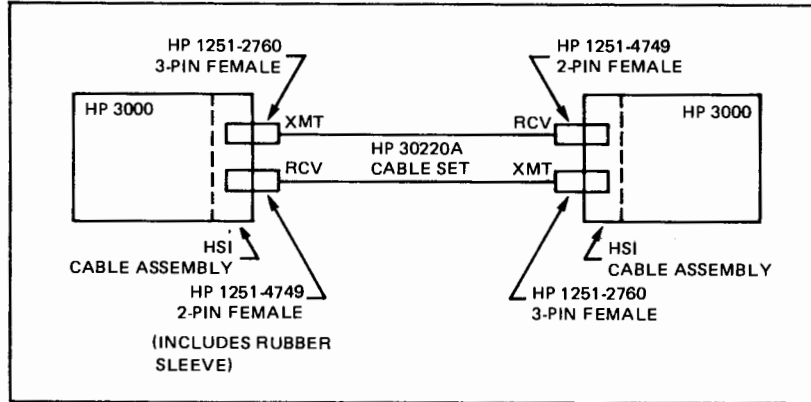 HP 1251-2760
3-PIN FEMALE
HP 1251-4749
2-PIN FEMALE
HP 3000
HP 3000
XMT
RCV
HP 30220A
CABLE SET
RCV
XMT
HSI
CABLE ASSEMBLY
HSI
CABLE ASSEMBLY
HP 1251-4749
2-PIN FEMALE
HP 1251-2760
3-PIN FEMALE
(INCLUDES RUBBER
SLEEVE)